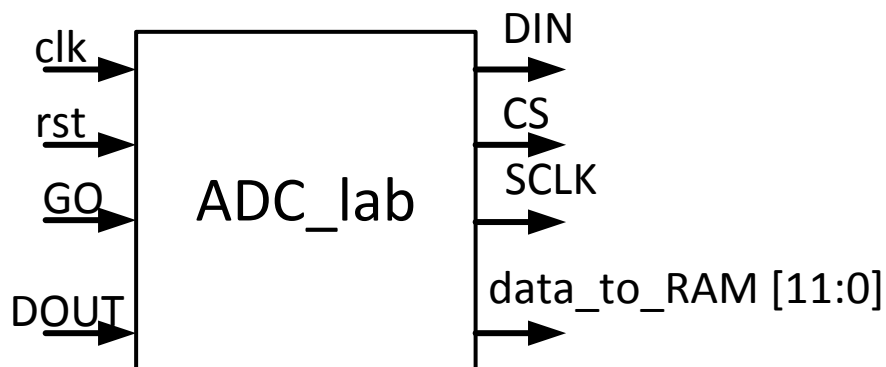 clk
rst
GO
DOUT
ADC_lab
DIN
CS
SCLK
data_to_RAM [11:0]